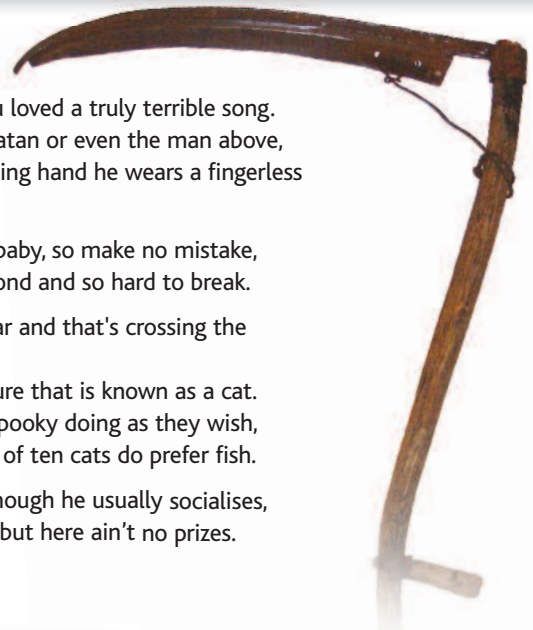 u loved a truly terrible song.
atan or even the man above,
ing hand he wears a fingerless
baby, so make no mistake,
ond and so hard to break.
ar and that's crossing the
ure that is known as a cat.
pooky doing as they wish,
of ten cats do prefer fish.
hough he usually socialises,
but here ain’t no prizes.